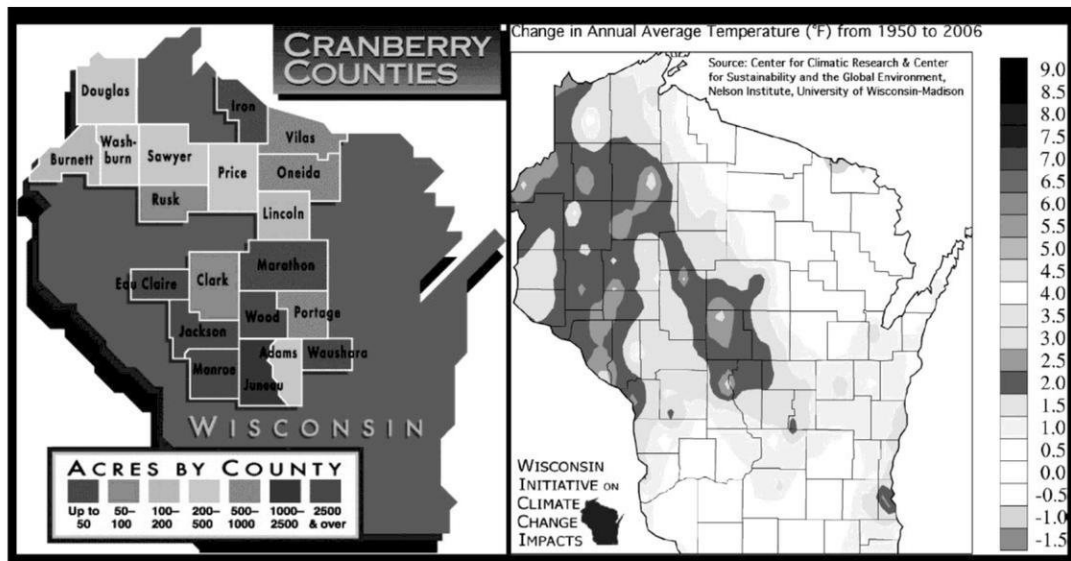 CRANBERRY
COUNTIES
Douglas
Iron
Vilas
Burnett
Wash-
burn
Sawyer
Price
Oneida
Rusk
Lincoln
Marathon
Eau Claire
Clark
Wood
Portage
Jackson
Adams
Waushara
Monroe
Juneau
WISCONSIN
ACRES BY COUNTY
Up to
50
50–
100
100–
200
200–
500
500–
1000
1000–
2500
2500
& over
Change in Annual Average Temperature (°F) from 1950 to 2006
Source: Center for Climatic Research & Center
for Sustainability and the Global Environment,
Nelson Institute, University of Wisconsin-Madison
WISCONSIN
INITIATIVE ON
CLIMATE
CHANGE
IMPACTS
9.0
8.5
8.0
7.5
7.0
6.5
6.0
5.5
5.0
4.5
4.0
3.5
3.0
2.5
2.0
1.5
1.0
0.5
0.0
-0.5
-1.0
-1.5